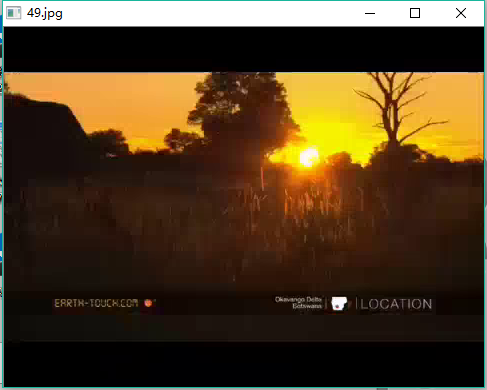 49.jpg
EARTH-TOUCH.COM
Okavango Delta
Botswana
LOCATION